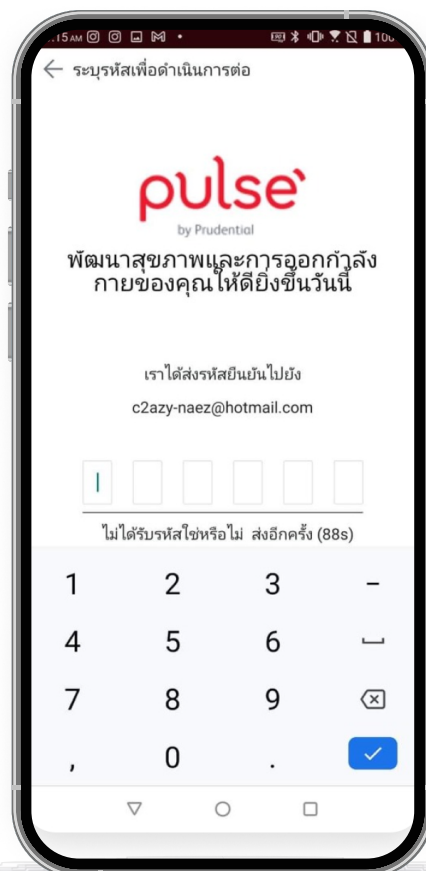 15 AM
100
ระบุรหัสเพื่อดำเนินการต่อ
pulse
by Prudential
พัฒนาสุขภาพและการออกกำลัง
กายของคุณให้ดียิ่งขึ้นวันนี้
เราได้ส่งรหัสยืนยันไปยัง
c2azy-naez@hotmail.com
ไม่ได้รับรหัสใช่หรือไม่ ส่งอีกครั้ง (88s)
1 2 3 -
4 5 6
7 8 9
, 0 .